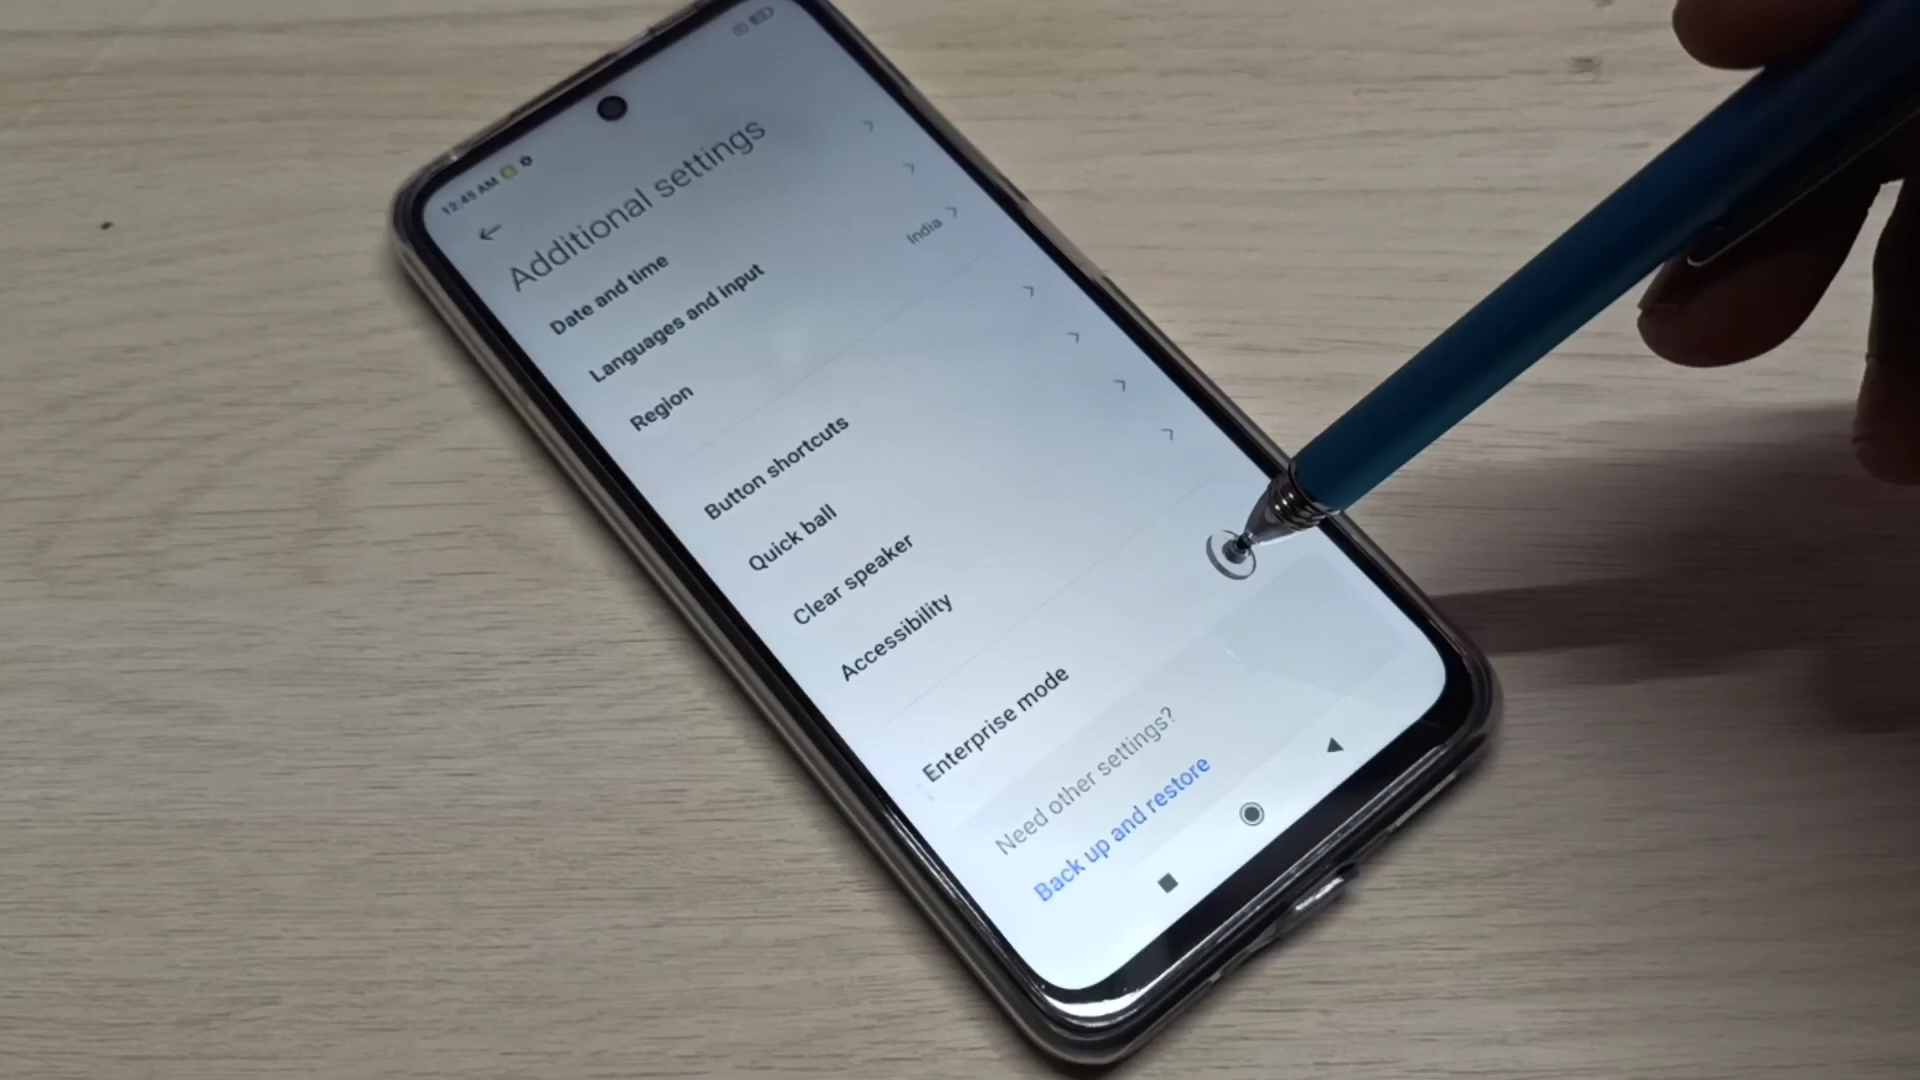 12:45 AM
Additional settings
Date and time
Languages and input
Region
India
Button shortcuts
Quick ball
Clear speaker
Accessibility
Enterprise mode
Need other settings?
Back up and restore